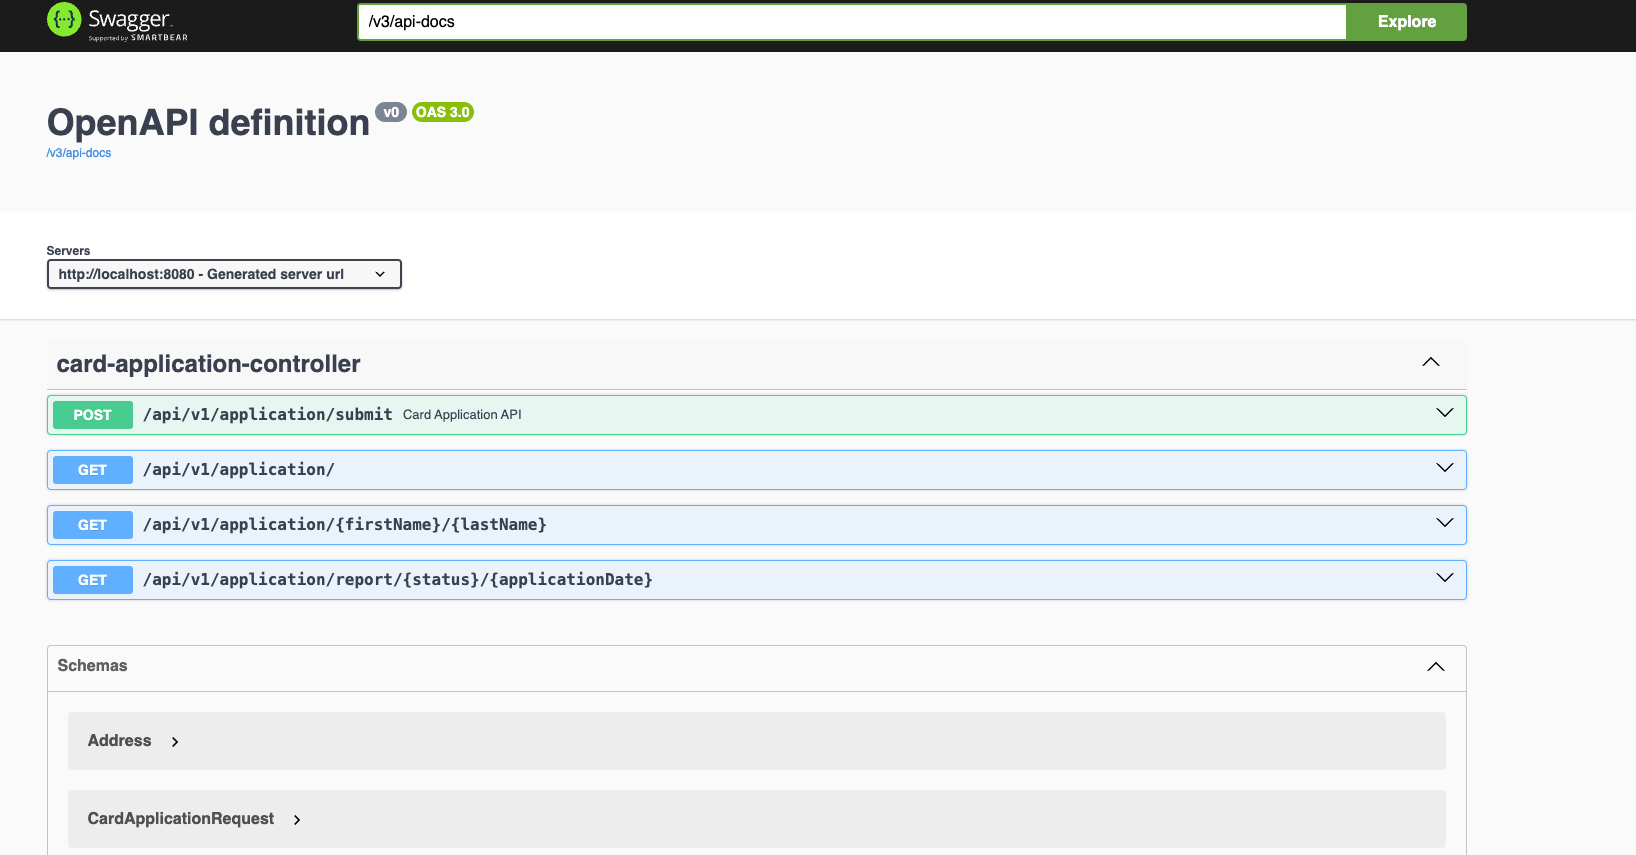 {···} Swagger.
Supported by SMARTBEAR
/v3/api-docs
Explore
OpenAPI definition v0 OAS 3.0
/v3/api-docs
Servers
http://localhost:8080 - Generated server url
card-application-controller
POST /api/v1/application/submit Card Application API
GET /api/v1/application/
GET /api/v1/application/{firstName}/{lastName}
GET /api/v1/application/report/{status}/{applicationDate}
Schemas
Address
CardApplicationRequest